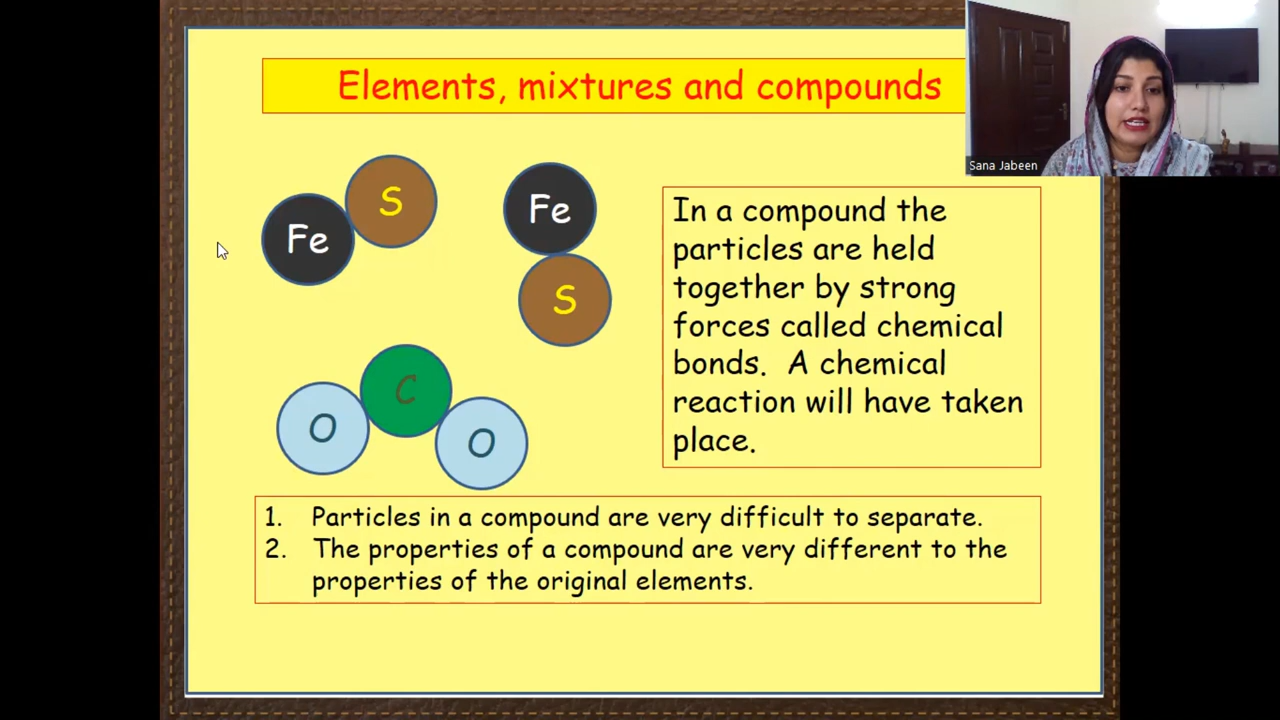 Elements, mixtures and compounds
Sana Jabeen
S
Fe
Fe
S
C
O
O
In a compound the
particles are held
together by strong
forces called chemical
bonds. A chemical
reaction will have taken
place.
1. Particles in a compound are very difficult to separate.
2. The properties of a compound are very different to the
properties of the original elements.